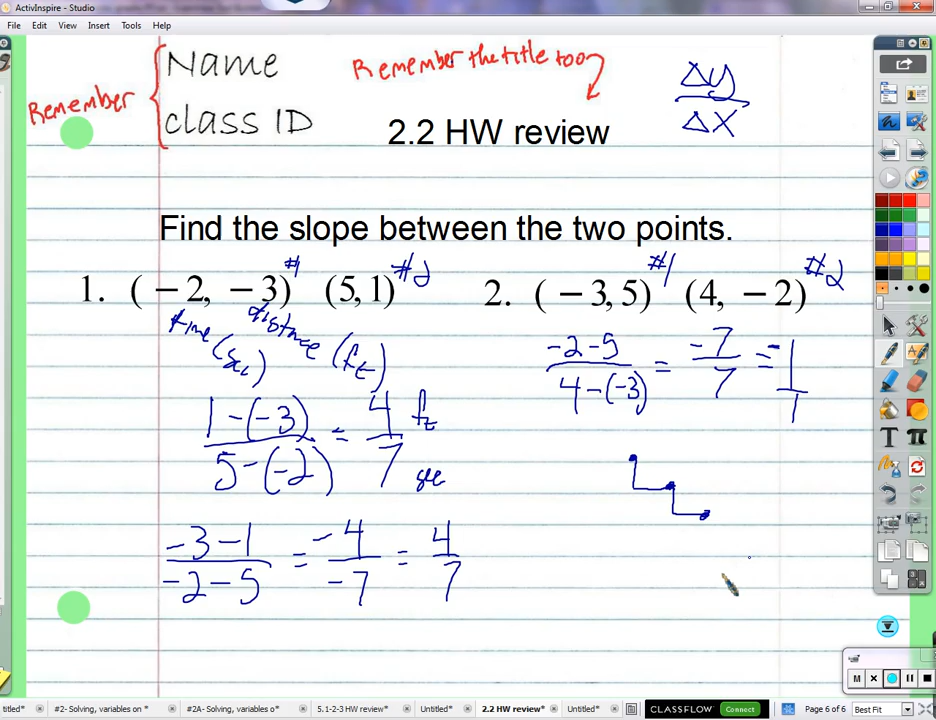 ActivInspire - Studio
File Edit View Insert Tools Help
Name
Remember the title too
Δy
ΔX
Remember
class ID
2.2 HW review
Find the slope between the two points.
1. (−2, −3) #1 (5, 1) #2
2. (−3, 5) #1 (4, −2) #2
time (sec) distance (ft)
1-(-3) / 5-(-2) = 4/7 ft sec
-2-5 / 4-(-3) = -7/7 = -1/1
-3-1 / -2-5 = -4/-7 = 4/7
M
titled* #2- Solving, variables on * #2A- Solving, variables o* 5.1-2-3 HW review* Untitled* 2.2 HW review* Untitled* CLASSFLOW Connect Page 6 of 6 Best Fit